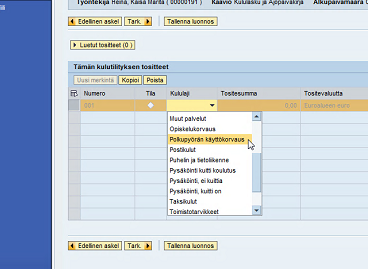 Työntekijä Heinä, Kaisa Marita ( 00000191 ) Kaavio Kululasku ja Ajopäiväkirja Alkupäivämäärä
Edellinen askel Tark. Tallenna luonnos
Luetut tositteet ( 0 )
Tämän kulutilityksen tositteet
Uusi merkintä Kopioi Poista
Numero Tila Kululaji Tositesumma Tositevaluutta
001 0,00 Euroalueen euro
Muut palvelut
Opiskelukorvaus
Polkupyörän käyttökorvaus
Postikulut
Puhelin ja tietoliikenne
Pysäköinti kuitti koulutus
Pysäköinti, ei kuittia
Pysäköinti, kuitti on
Taksikulut
Toimistotarvikkeet
Edellinen askel Tark. Tallenna luonnos